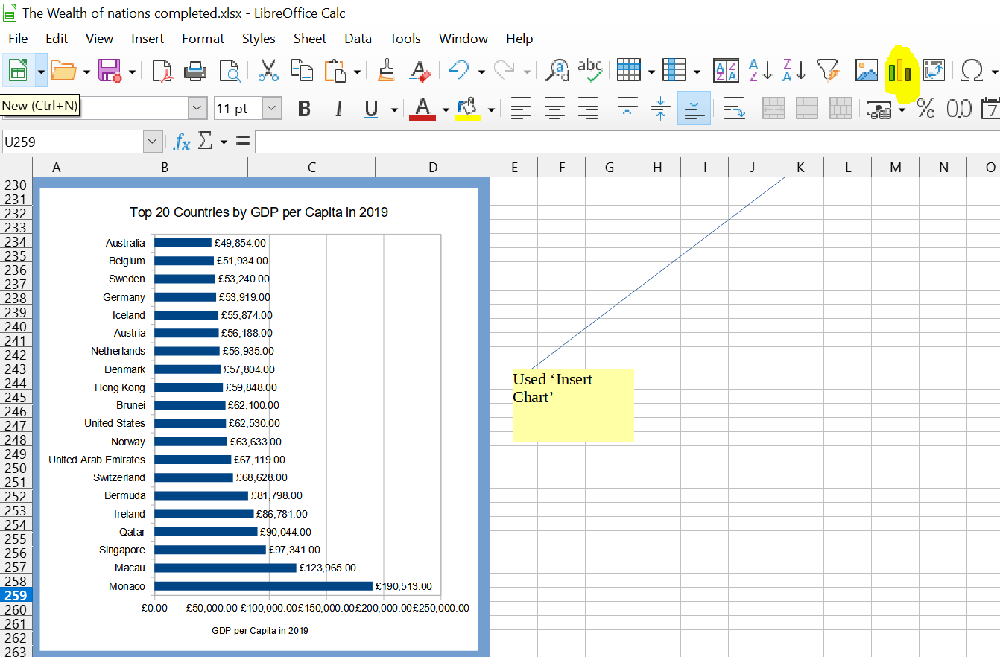 The Wealth of nations completed.xlsx - LibreOffice Calc
File Edit View Insert Format Styles Sheet Data Tools Window Help
New (Ctrl+N)
11 pt
B I U A % 0.0 7
U259
fx Σ =
A B C D E F G H I J K L M N O
230
231
232
233
234
235
236
237
238
239
240
241
242
243
244
245
246
247
248
249
250
251
252
253
254
255
256
257
258
259
260
261
262
263
Top 20 Countries by GDP per Capita in 2019
Australia £49,854.00
Belgium £51,934.00
Sweden £53,240.00
Germany £53,919.00
Iceland £55,874.00
Austria £56,188.00
Netherlands £56,935.00
Denmark £57,804.00
Hong Kong £59,848.00
Brunei £62,100.00
United States £62,530.00
Norway £63,633.00
United Arab Emirates £67,119.00
Switzerland £68,628.00
Bermuda £81,798.00
Ireland £86,781.00
Qatar £90,044.00
Singapore £97,341.00
Macau £123,965.00
Monaco £190,513.00
£0.00 £50,000.00 £100,000.00 £150,000.00 £200,000.00 £250,000.00
GDP per Capita in 2019
Used ‘Insert
Chart’